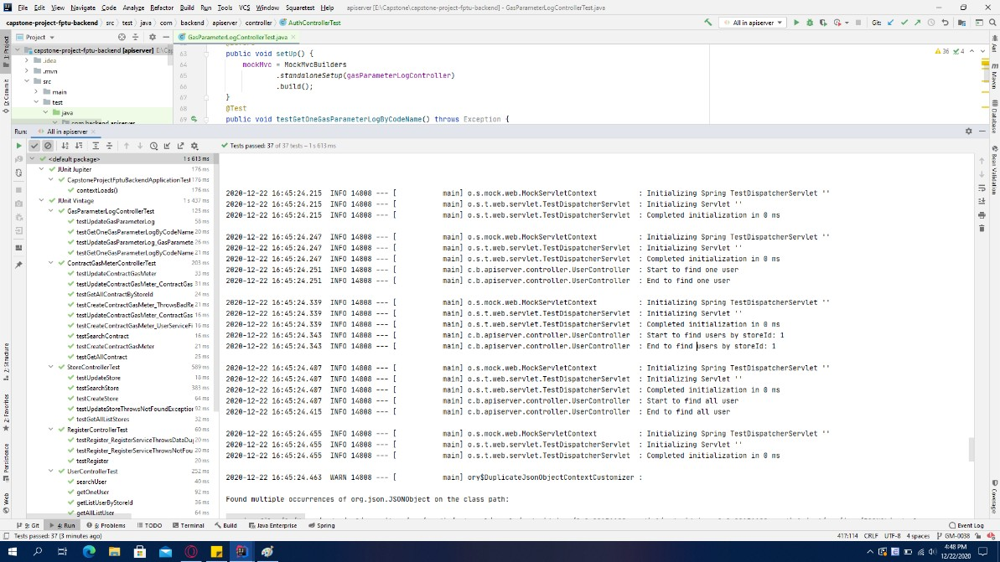 File Edit View Navigate Code Analyze Refactor Build Run Tools VCS Window Squaretest Help apiserver [E:\Capstone\capstone-project-fptu-backend] - GasParameterLogControllerTest.java
capstone-project-fptu-backend › src › test › java › com › backend › apiserver › controller › AuthControllerTest All in apiserver Git:
Project GasParameterLogControllerTest.java
capstone-project-fptu-backend [apiserver]
.idea
.mvn
src
main
test
java
com.backend.apiserver
63 public void setUp() {
64 mockMvc = MockMvcBuilders
65 .standaloneSetup(gasParameterLogController)
66 .build();
67 }
68 @Test
69 public void testGetOneGasParameterLogByCodeName() throws Exception {
36 4
Run: All in apiserver
Tests passed: 37 of 37 tests – 1 s 613 ms
<default package> 1 s 613 ms
JUnit Jupiter 176 ms
CapstoneProjectFptuBackendApplicationTest 176 ms
contextLoads() 176 ms
JUnit Vintage 1 s 437 ms
GasParameterLogControllerTest 125 ms
testUpdateGasParameterLog 56 ms
testGetOneGasParameterLogByCodeName 20 ms
testUpdateGasParameterLog_GasParamete 26 ms
testGetOneGasParameterLogByCodeName 21 ms
ContractGasMeterControllerTest 203 ms
testUpdateContractGasMeter 33 ms
testUpdateContractGasMeter_ContractGas 31 ms
testGetAllContractByStoreId 24 ms
testCreateContractGasMeter_ThrowsBadRe 21 ms
testUpdateContractGasMeter_ContractGas 16 ms
testCreateContractGasMeter_UserServiceFi 16 ms
testSearchContract 16 ms
testCreateContractGasMeter 21 ms
testGetAllContract 25 ms
StoreControllerTest 589 ms
testUpdateStore 18 ms
testSearchStore 383 ms
testCreateStore 64 ms
testUpdateStoreThrowsNotFoundException 92 ms
testGetAllListStores 32 ms
RegisterControllerTest 60 ms
testRegister_RegisterServiceThrowsDataDu 20 ms
testRegister_RegisterServiceThrowsNotFou 20 ms
testRegister 20 ms
UserControllerTest 252 ms
searchUser 40 ms
getOneUser 92 ms
getListUserByStoreId 36 ms
getAllListUser 64 ms
2020-12-22 16:45:24.215 INFO 14808 --- [ main] o.s.mock.web.MockServletContext : Initializing Spring TestDispatcherServlet ''
2020-12-22 16:45:24.215 INFO 14808 --- [ main] o.s.t.web.servlet.TestDispatcherServlet : Initializing Servlet ''
2020-12-22 16:45:24.215 INFO 14808 --- [ main] o.s.t.web.servlet.TestDispatcherServlet : Completed initialization in 0 ms
2020-12-22 16:45:24.247 INFO 14808 --- [ main] o.s.mock.web.MockServletContext : Initializing Spring TestDispatcherServlet ''
2020-12-22 16:45:24.247 INFO 14808 --- [ main] o.s.t.web.servlet.TestDispatcherServlet : Initializing Servlet ''
2020-12-22 16:45:24.247 INFO 14808 --- [ main] o.s.t.web.servlet.TestDispatcherServlet : Completed initialization in 0 ms
2020-12-22 16:45:24.251 INFO 14808 --- [ main] c.b.apiserver.controller.UserController : Start to find one user
2020-12-22 16:45:24.251 INFO 14808 --- [ main] c.b.apiserver.controller.UserController : End to find one user
2020-12-22 16:45:24.339 INFO 14808 --- [ main] o.s.mock.web.MockServletContext : Initializing Spring TestDispatcherServlet ''
2020-12-22 16:45:24.339 INFO 14808 --- [ main] o.s.t.web.servlet.TestDispatcherServlet : Initializing Servlet ''
2020-12-22 16:45:24.339 INFO 14808 --- [ main] o.s.t.web.servlet.TestDispatcherServlet : Completed initialization in 0 ms
2020-12-22 16:45:24.343 INFO 14808 --- [ main] c.b.apiserver.controller.UserController : Start to find users by storeId: 1
2020-12-22 16:45:24.343 INFO 14808 --- [ main] c.b.apiserver.controller.UserController : End to find users by storeId: 1
2020-12-22 16:45:24.407 INFO 14808 --- [ main] o.s.mock.web.MockServletContext : Initializing Spring TestDispatcherServlet ''
2020-12-22 16:45:24.407 INFO 14808 --- [ main] o.s.t.web.servlet.TestDispatcherServlet : Initializing Servlet ''
2020-12-22 16:45:24.407 INFO 14808 --- [ main] o.s.t.web.servlet.TestDispatcherServlet : Completed initialization in 0 ms
2020-12-22 16:45:24.407 INFO 14808 --- [ main] c.b.apiserver.controller.UserController : Start to find all user
2020-12-22 16:45:24.415 INFO 14808 --- [ main] c.b.apiserver.controller.UserController : End to find all user
2020-12-22 16:45:24.455 INFO 14808 --- [ main] o.s.mock.web.MockServletContext : Initializing Spring TestDispatcherServlet ''
2020-12-22 16:45:24.455 INFO 14808 --- [ main] o.s.t.web.servlet.TestDispatcherServlet : Initializing Servlet ''
2020-12-22 16:45:24.455 INFO 14808 --- [ main] o.s.t.web.servlet.TestDispatcherServlet : Completed initialization in 0 ms
2020-12-22 16:45:24.463 WARN 14808 --- [ main] ory$DuplicateJsonObjectContextCustomizer :
Found multiple occurrences of org.json.JSONObject on the class path:
1: Project
0: Commit
7: Structure
2: Favorites
Persistence
Web
Ant
Maven
Database
Bean Validation
Coverage
9: Git 4: Run 6: Problems TODO Terminal Build Java Enterprise Spring Event Log
Tests passed: 37 (3 minutes ago) 417:114 CRLF UTF-8 4 spaces GM-0038
4:48 PM
12/22/2020